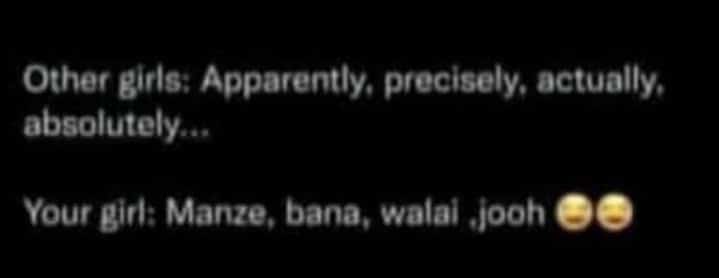 Other girls: Apparently, precisely, actually,
absolutely...
Your girl: Manze, bana, walai ,jooh 😅😅